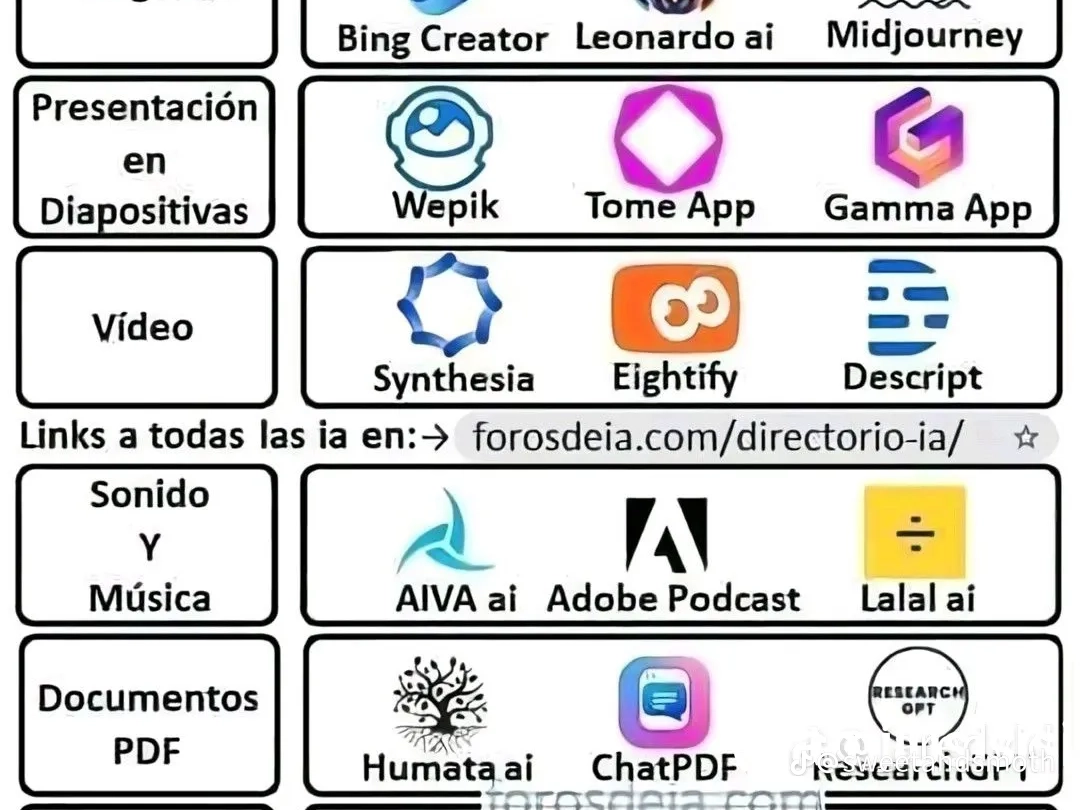 Bing Creator Leonardo ai Midjourney
Presentación
en
Diapositivas
Wepik Tome App Gamma App
Vídeo
Synthesia Eightify Descript
Links a todas las ia en:→ forosdeia.com/directorio-ia/
Sonido
Y
Música
AIVA ai Adobe Podcast Lalal ai
Documentos
PDF
RESEARCH
GPT
Humata ai ChatPDF ResearchGPT
forosdeia.com